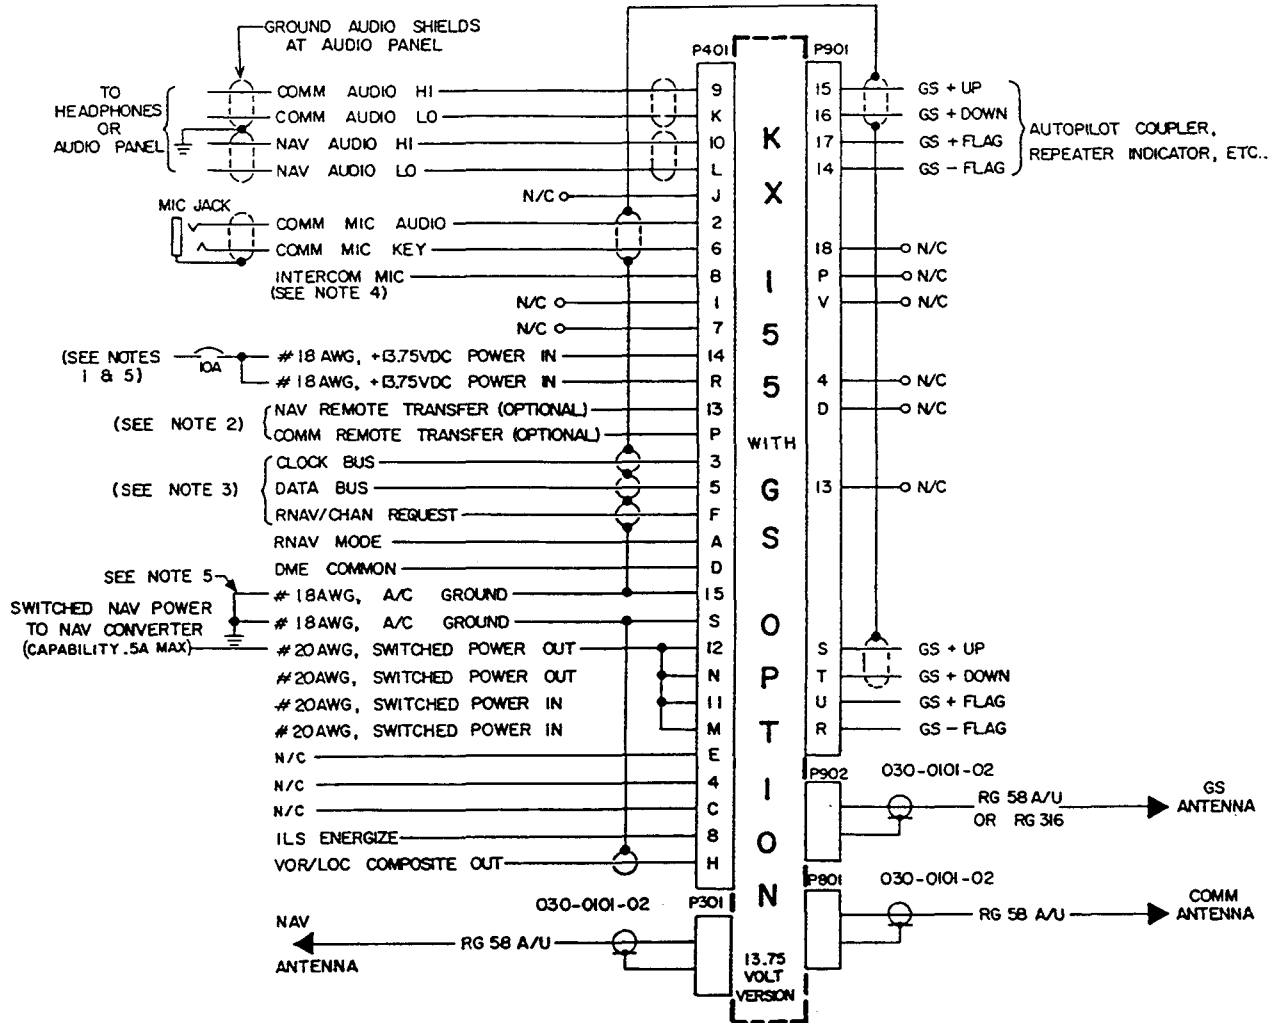 GROUND AUDIO SHIELDS
AT AUDIO PANEL
P401
P901
TO
HEADPHONES
OR
AUDIO PANEL
COMM AUDIO HI
9
COMM AUDIO LO
K
NAV AUDIO HI
10
NAV AUDIO LO
L
N/C
J
MIC JACK
COMM MIC AUDIO
2
COMM MIC KEY
6
INTERCOM MIC
(SEE NOTE 4)
8
N/C
1
N/C
7
(SEE NOTES
1 & 5)
10A
#18 AWG, +13.75VDC POWER IN
14
#18 AWG, +13.75VDC POWER IN
R
(SEE NOTE 2)
NAV REMOTE TRANSFER (OPTIONAL)
13
COMM REMOTE TRANSFER (OPTIONAL)
P
(SEE NOTE 3)
CLOCK BUS
3
DATA BUS
5
RNAV/CHAN REQUEST
F
RNAV MODE
A
DME COMMON
D
SEE NOTE 5
#18AWG, A/C GROUND
15
#18AWG, A/C GROUND
S
SWITCHED NAV POWER
TO NAV CONVERTER
(CAPABILITY .5A MAX)
#20AWG, SWITCHED POWER OUT
12
#20AWG, SWITCHED POWER OUT
N
#20AWG, SWITCHED POWER IN
11
#20AWG, SWITCHED POWER IN
M
N/C
E
N/C
4
N/C
C
ILS ENERGIZE
8
VOR/LOC COMPOSITE OUT
H
KX 155
WITH
GS OPTION
13.75
VOLT
VERSION
15
GS + UP
16
GS + DOWN
17
GS + FLAG
14
GS - FLAG
AUTOPILOT COUPLER,
REPEATER INDICATOR, ETC..
18
N/C
P
N/C
V
N/C
4
N/C
D
N/C
13
N/C
S
GS + UP
T
GS + DOWN
U
GS + FLAG
R
GS - FLAG
P902
030-0101-02
RG 58 A/U
OR RG 316
GS
ANTENNA
P801
030-0101-02
RG 58 A/U
COMM
ANTENNA
P301
030-0101-02
RG 58 A/U
NAV
ANTENNA